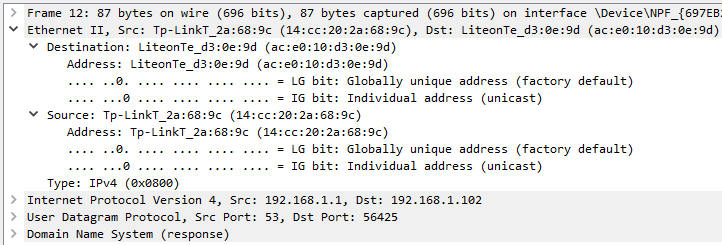 Frame 12: 87 bytes on wire (696 bits), 87 bytes captured (696 bits) on interface \Device\NPF_{697EB
Ethernet II, Src: Tp-LinkT_2a:68:9c (14:cc:20:2a:68:9c), Dst: LiteonTe_d3:0e:9d (ac:e0:10:d3:0e:9d)
Destination: LiteonTe_d3:0e:9d (ac:e0:10:d3:0e:9d)
Address: LiteonTe_d3:0e:9d (ac:e0:10:d3:0e:9d)
.... ..0. .... .... .... .... = LG bit: Globally unique address (factory default)
.... ...0 .... .... .... .... = IG bit: Individual address (unicast)
Source: Tp-LinkT_2a:68:9c (14:cc:20:2a:68:9c)
Address: Tp-LinkT_2a:68:9c (14:cc:20:2a:68:9c)
.... ..0. .... .... .... .... = LG bit: Globally unique address (factory default)
.... ...0 .... .... .... .... = IG bit: Individual address (unicast)
Type: IPv4 (0x0800)
Internet Protocol Version 4, Src: 192.168.1.1, Dst: 192.168.1.102
User Datagram Protocol, Src Port: 53, Dst Port: 56425
Domain Name System (response)